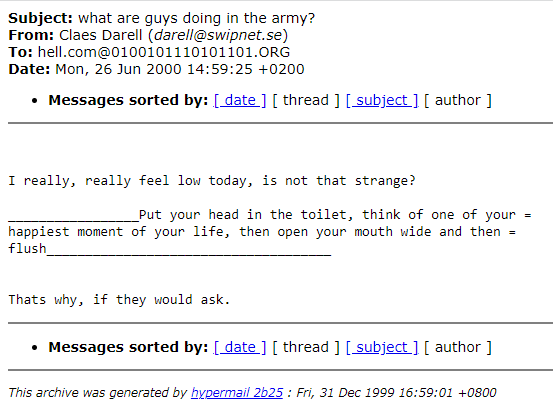 Subject: what are guys doing in the army?
From: Claes Darell (darell@swipnet.se)
To: hell.com@0100101110101101.ORG
Date: Mon, 26 Jun 2000 14:59:25 +0200
• Messages sorted by: [ date ] [ thread ] [ subject ] [ author ]
I really, really feel low today, is not that strange?
_________________Put your head in the toilet, think of one of your =
happiest moment of your life, then open your mouth wide and then =
flush_____________________________________
Thats why, if they would ask.
• Messages sorted by: [ date ] [ thread ] [ subject ] [ author ]
This archive was generated by hypermail 2b25 : Fri, 31 Dec 1999 16:59:01 +0800